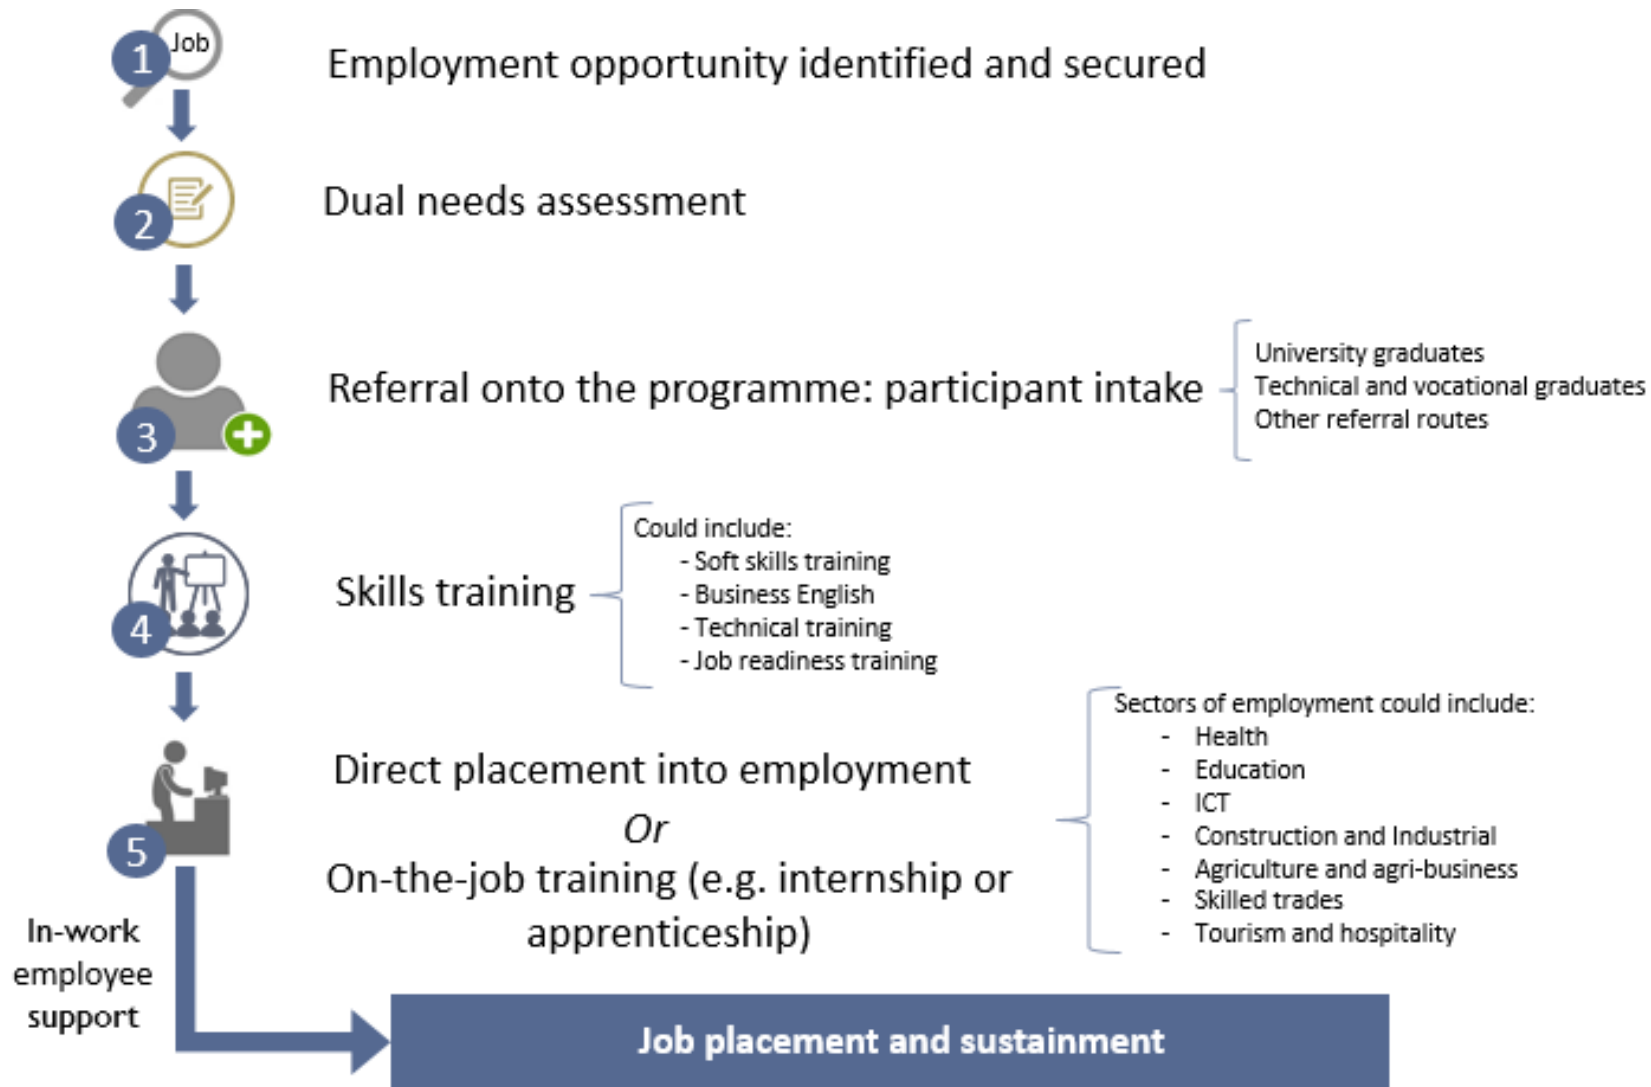 Job
1
Employment opportunity identified and secured
2
Dual needs assessment
3
Referral onto the programme: participant intake
University graduates
Technical and vocational graduates
Other referral routes
4
Skills training
Could include:
- Soft skills training
- Business English
- Technical training
- Job readiness training
5
Direct placement into employment
Or
On-the-job training (e.g. internship or
apprenticeship)
Sectors of employment could include:
- Health
- Education
- ICT
- Construction and Industrial
- Agriculture and agri-business
- Skilled trades
- Tourism and hospitality
In-work
employee
support
Job placement and sustainment